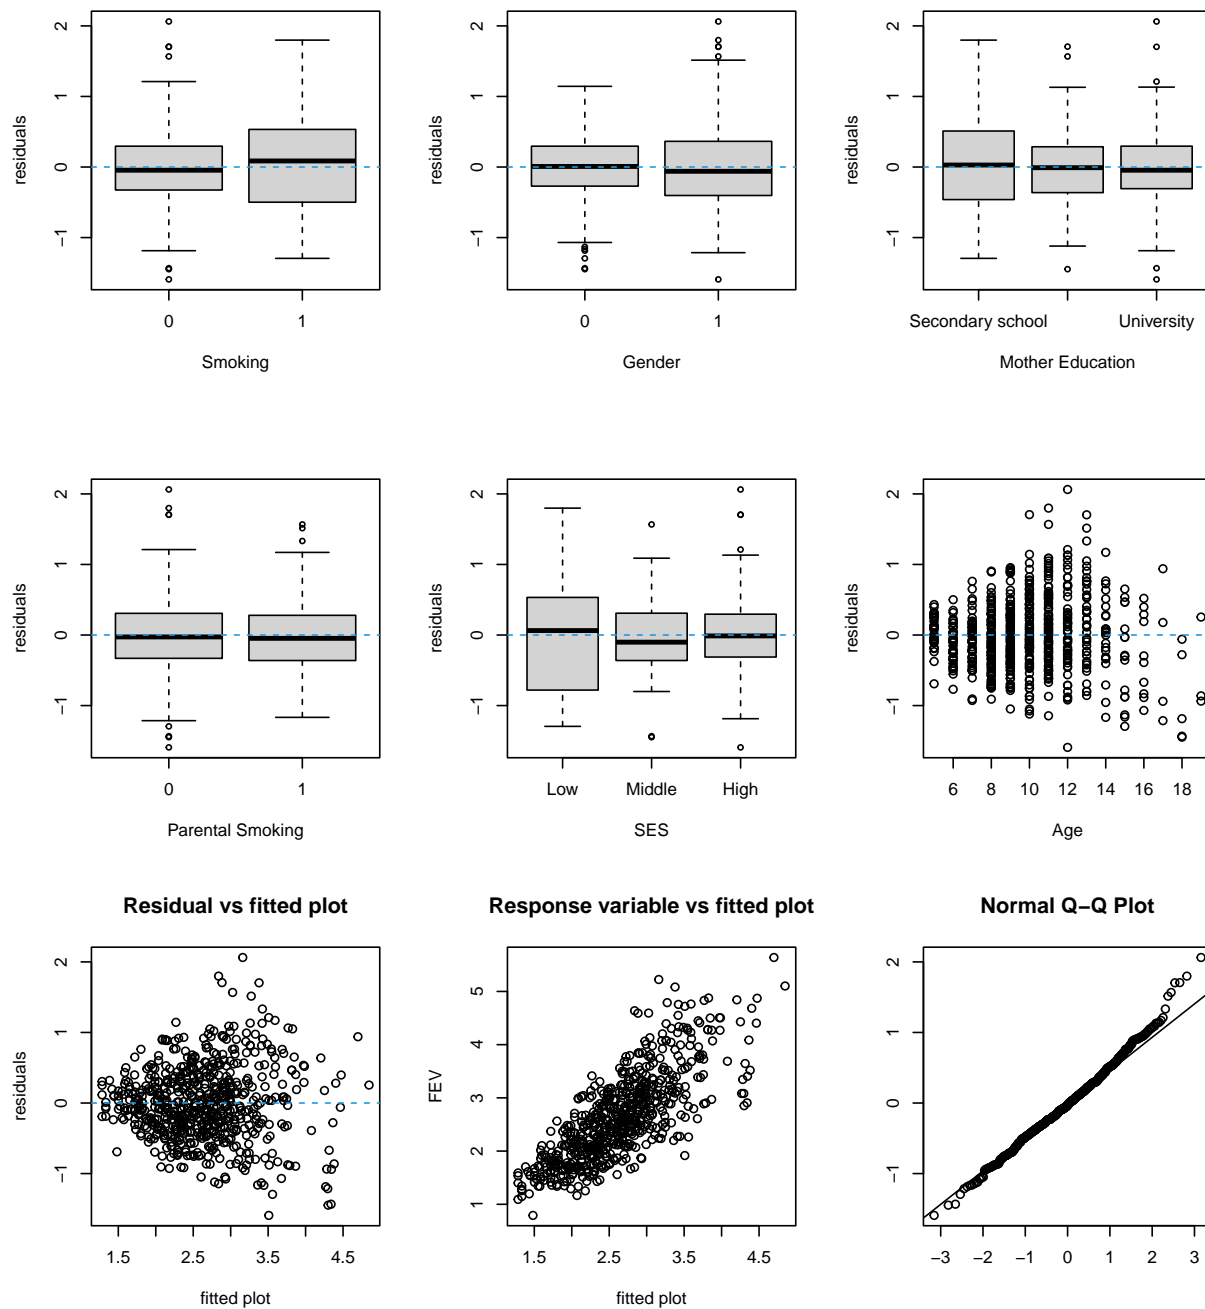 2
1
0
−1
residuals
0 1
Smoking
2
1
0
−1
residuals
0 1
Gender
2
1
0
−1
residuals
Secondary school University
Mother Education
2
1
0
−1
residuals
0 1
Parental Smoking
2
1
0
−1
residuals
Low Middle High
SES
2
1
0
−1
residuals
6 8 10 12 14 16 18
Age
Residual vs fitted plot
2
1
0
−1
residuals
1.5 2.5 3.5 4.5
fitted plot
Response variable vs fitted plot
5
4
3
2
1
FEV
1.5 2.5 3.5 4.5
fitted plot
Normal Q−Q Plot
2
1
0
−1
−3 −2 −1 0 1 2 3